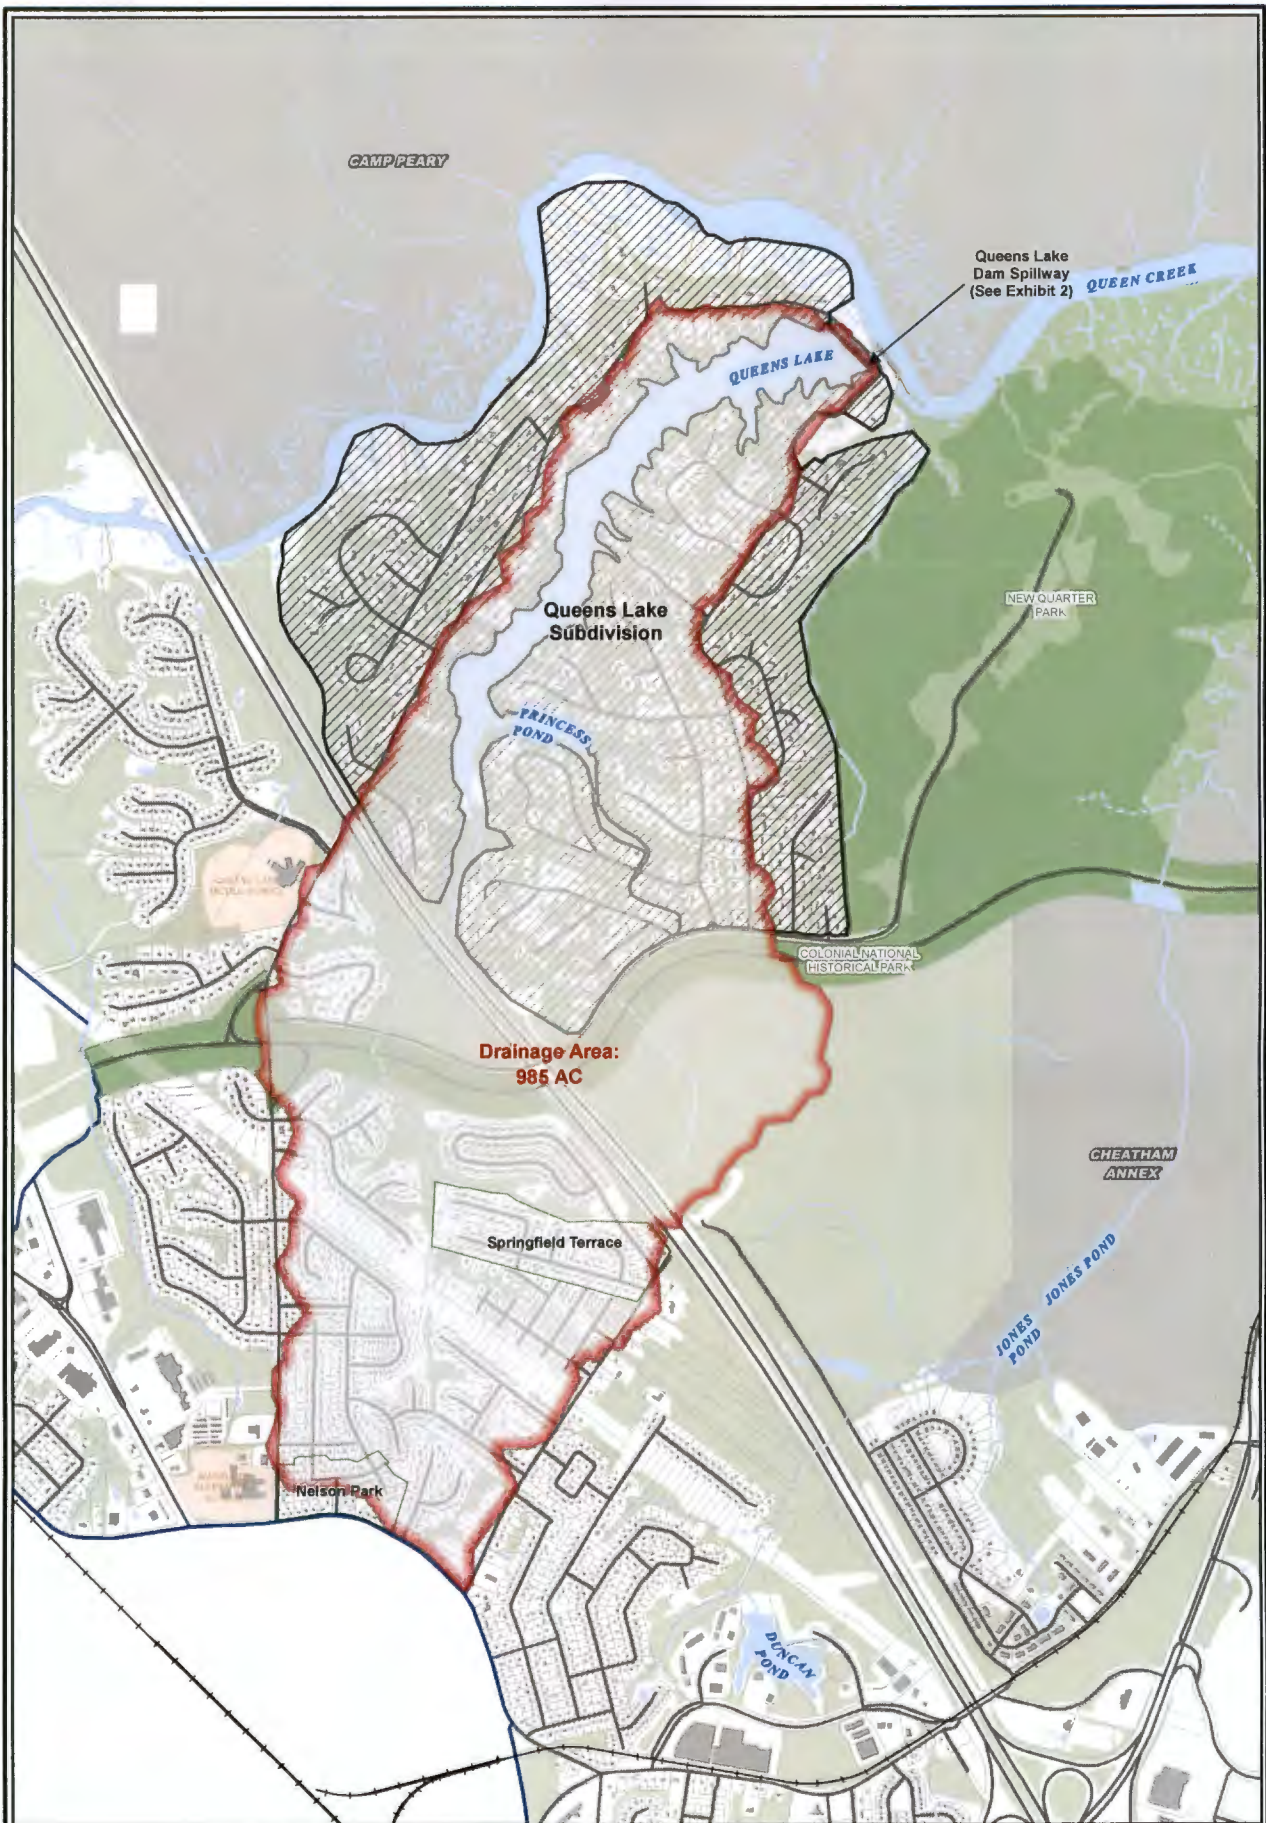 CAMP PEARY
Queens Lake
Dam Spillway
(See Exhibit 2)
QUEEN CREEK
QUEENS LAKE
NEW QUARTER
PARK
Queens Lake
Subdivision
PRINCESS
POND
COLONIAL NATIONAL
HISTORICAL PARK
Drainage Area:
985 AC
CHEATHAM
ANNEX
Springfield Terrace
JONES POND
JONES
POND
Nelson Park
DUNCAN
POND